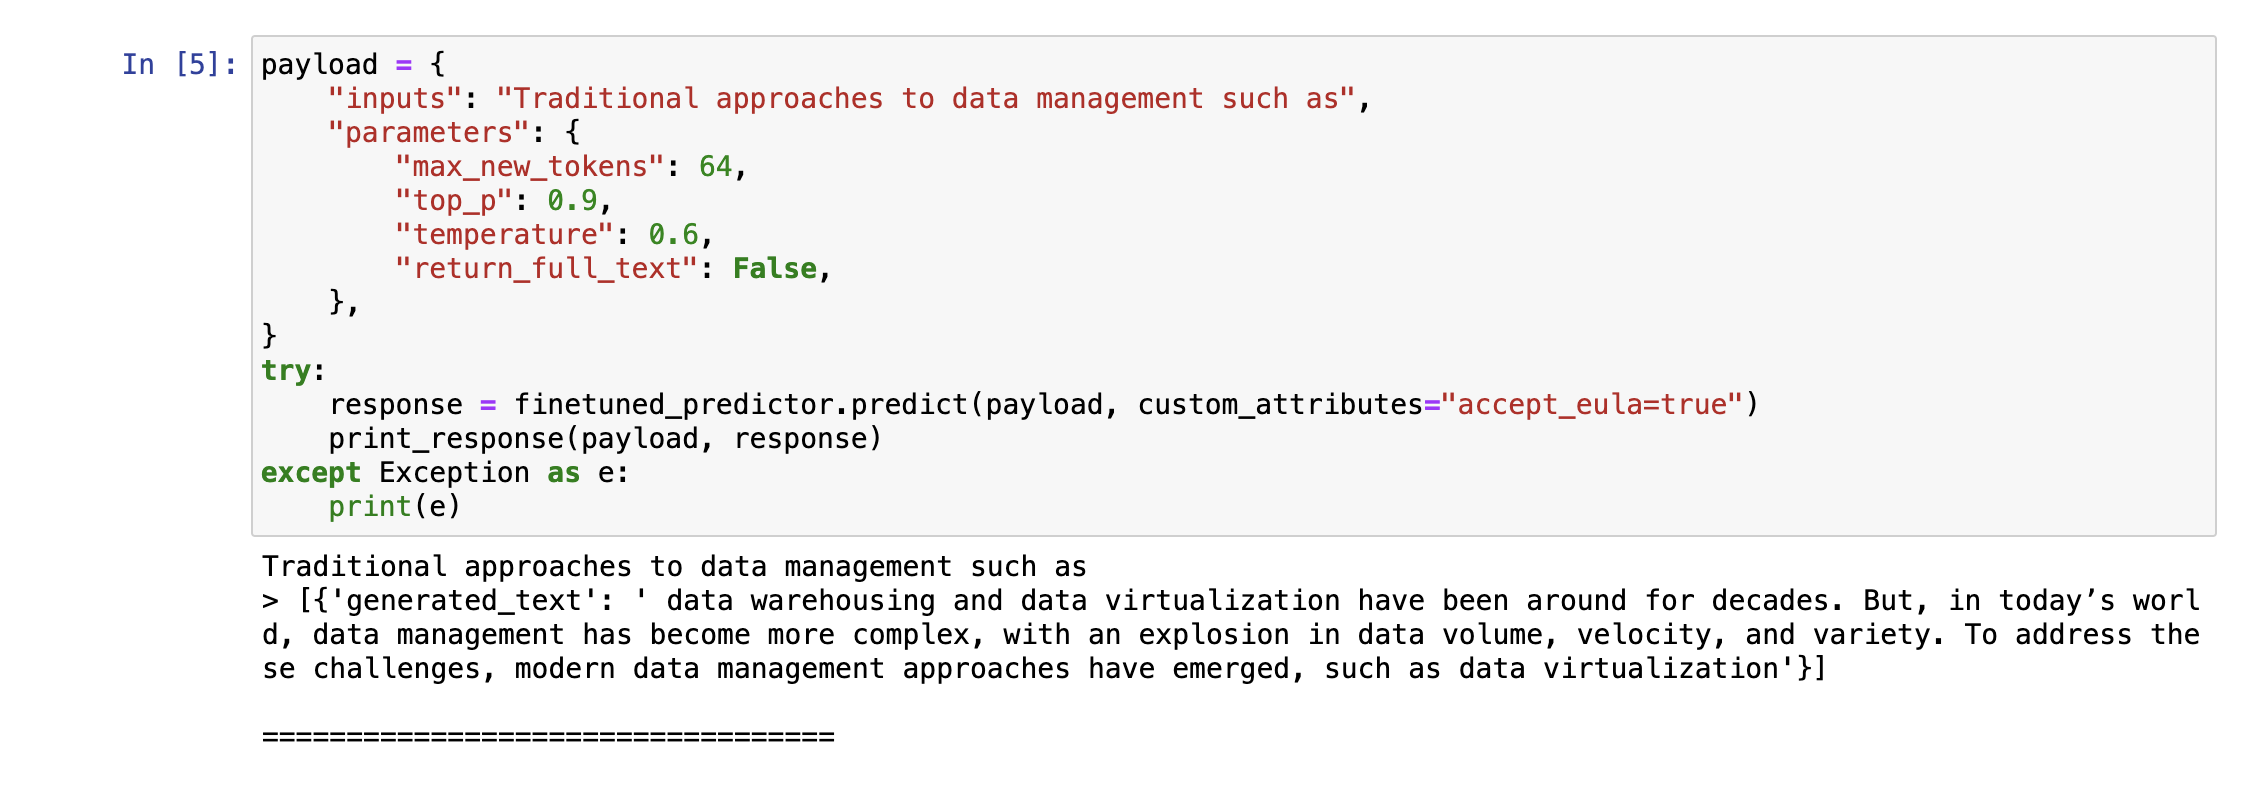 In [5]: payload = {
    "inputs": "Traditional approaches to data management such as",
    "parameters": {
        "max_new_tokens": 64,
        "top_p": 0.9,
        "temperature": 0.6,
        "return_full_text": False,
    },
}
try:
    response = finetuned_predictor.predict(payload, custom_attributes="accept_eula=true")
    print_response(payload, response)
except Exception as e:
    print(e)
Traditional approaches to data management such as
> [{'generated_text': ' data warehousing and data virtualization have been around for decades. But, in today’s worl
d, data management has become more complex, with an explosion in data volume, velocity, and variety. To address the
se challenges, modern data management approaches have emerged, such as data virtualization'}]
==================================